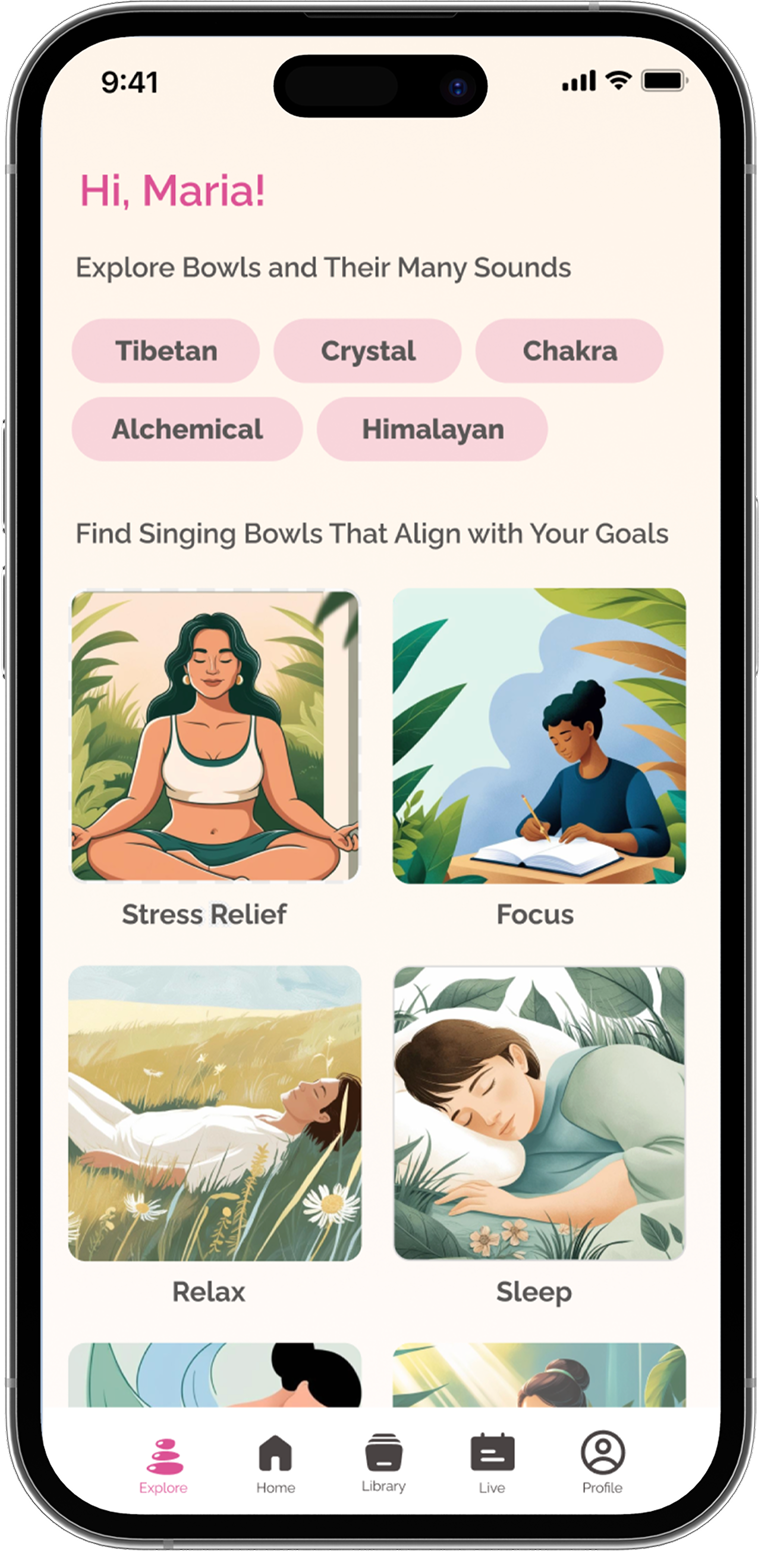 9:41
Hi, Maria!
Explore Bowls and Their Many Sounds
Tibetan Crystal Chakra
Alchemical Himalayan
Find Singing Bowls That Align with Your Goals
Stress Relief Focus
Relax Sleep
Explore Home Library Live Profile